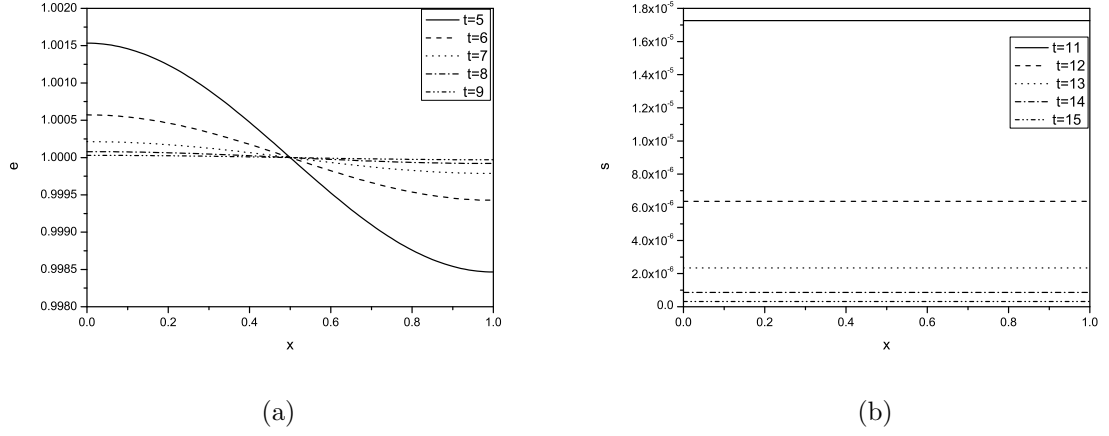 1.0020
1.0015
1.0010
1.0005
1.0000
0.9995
0.9990
0.9985
0.9980
e
0.0 0.2 0.4 0.6 0.8 1.0
x
t=5
t=6
t=7
t=8
t=9
(a)
1.8x10⁻⁵
1.6x10⁻⁵
1.4x10⁻⁵
1.2x10⁻⁵
1.0x10⁻⁵
8.0x10⁻⁶
6.0x10⁻⁶
4.0x10⁻⁶
2.0x10⁻⁶
0.0
s
0.0 0.2 0.4 0.6 0.8 1.0
x
t=11
t=12
t=13
t=14
t=15
(b)